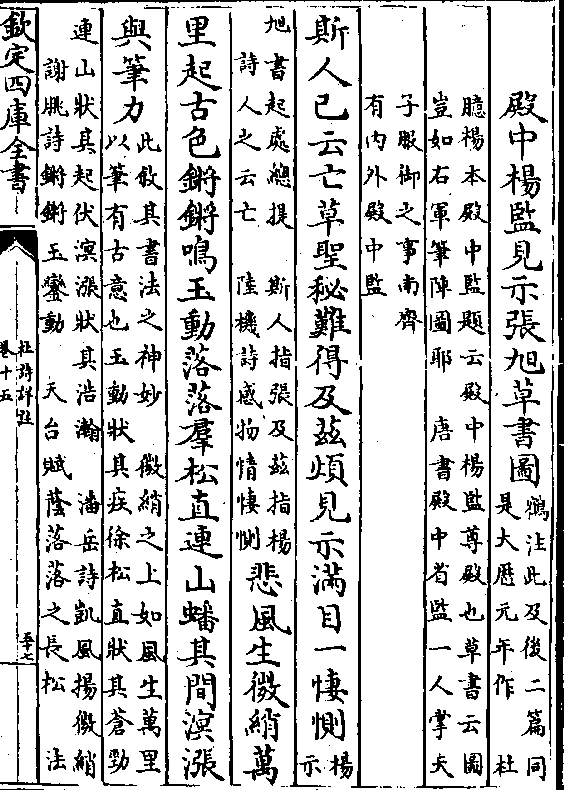 殿中楊監見示張旭草書圖
鶴注此及後二篇同
是大厯元年作 杜
臆楊本殿中監題云殿中楊監尊殿也草書云圖
豈如右軍筆陣圖耶 唐書殿中省監一人掌天
子服御之事南齊
有内外殿中監
斯人已云亡草聖秘難得及茲煩見示滿目一悽惻
楊
示
旭書起處總提 斯人指張及茲指楊
詩人之云亡 陸機詩感物情悽惻
悲風生微綃萬
里起古色鏘鏘鳴玉動落落羣松直連山蟠其間溟漲
與筆力
此敘其書法之神妙 微綃之上如風生萬里
以筆有古意也玉動狀其疾徐松直狀其蒼勁
連山狀其起伏溟漲狀其浩瀚 潘岳詩凱風揚微綃
謝朓詩鏘鏘玉鑾動 天台賦蔭落落之長松 法
欽定四庫全書
杜詩詳註
卷十五
五十七